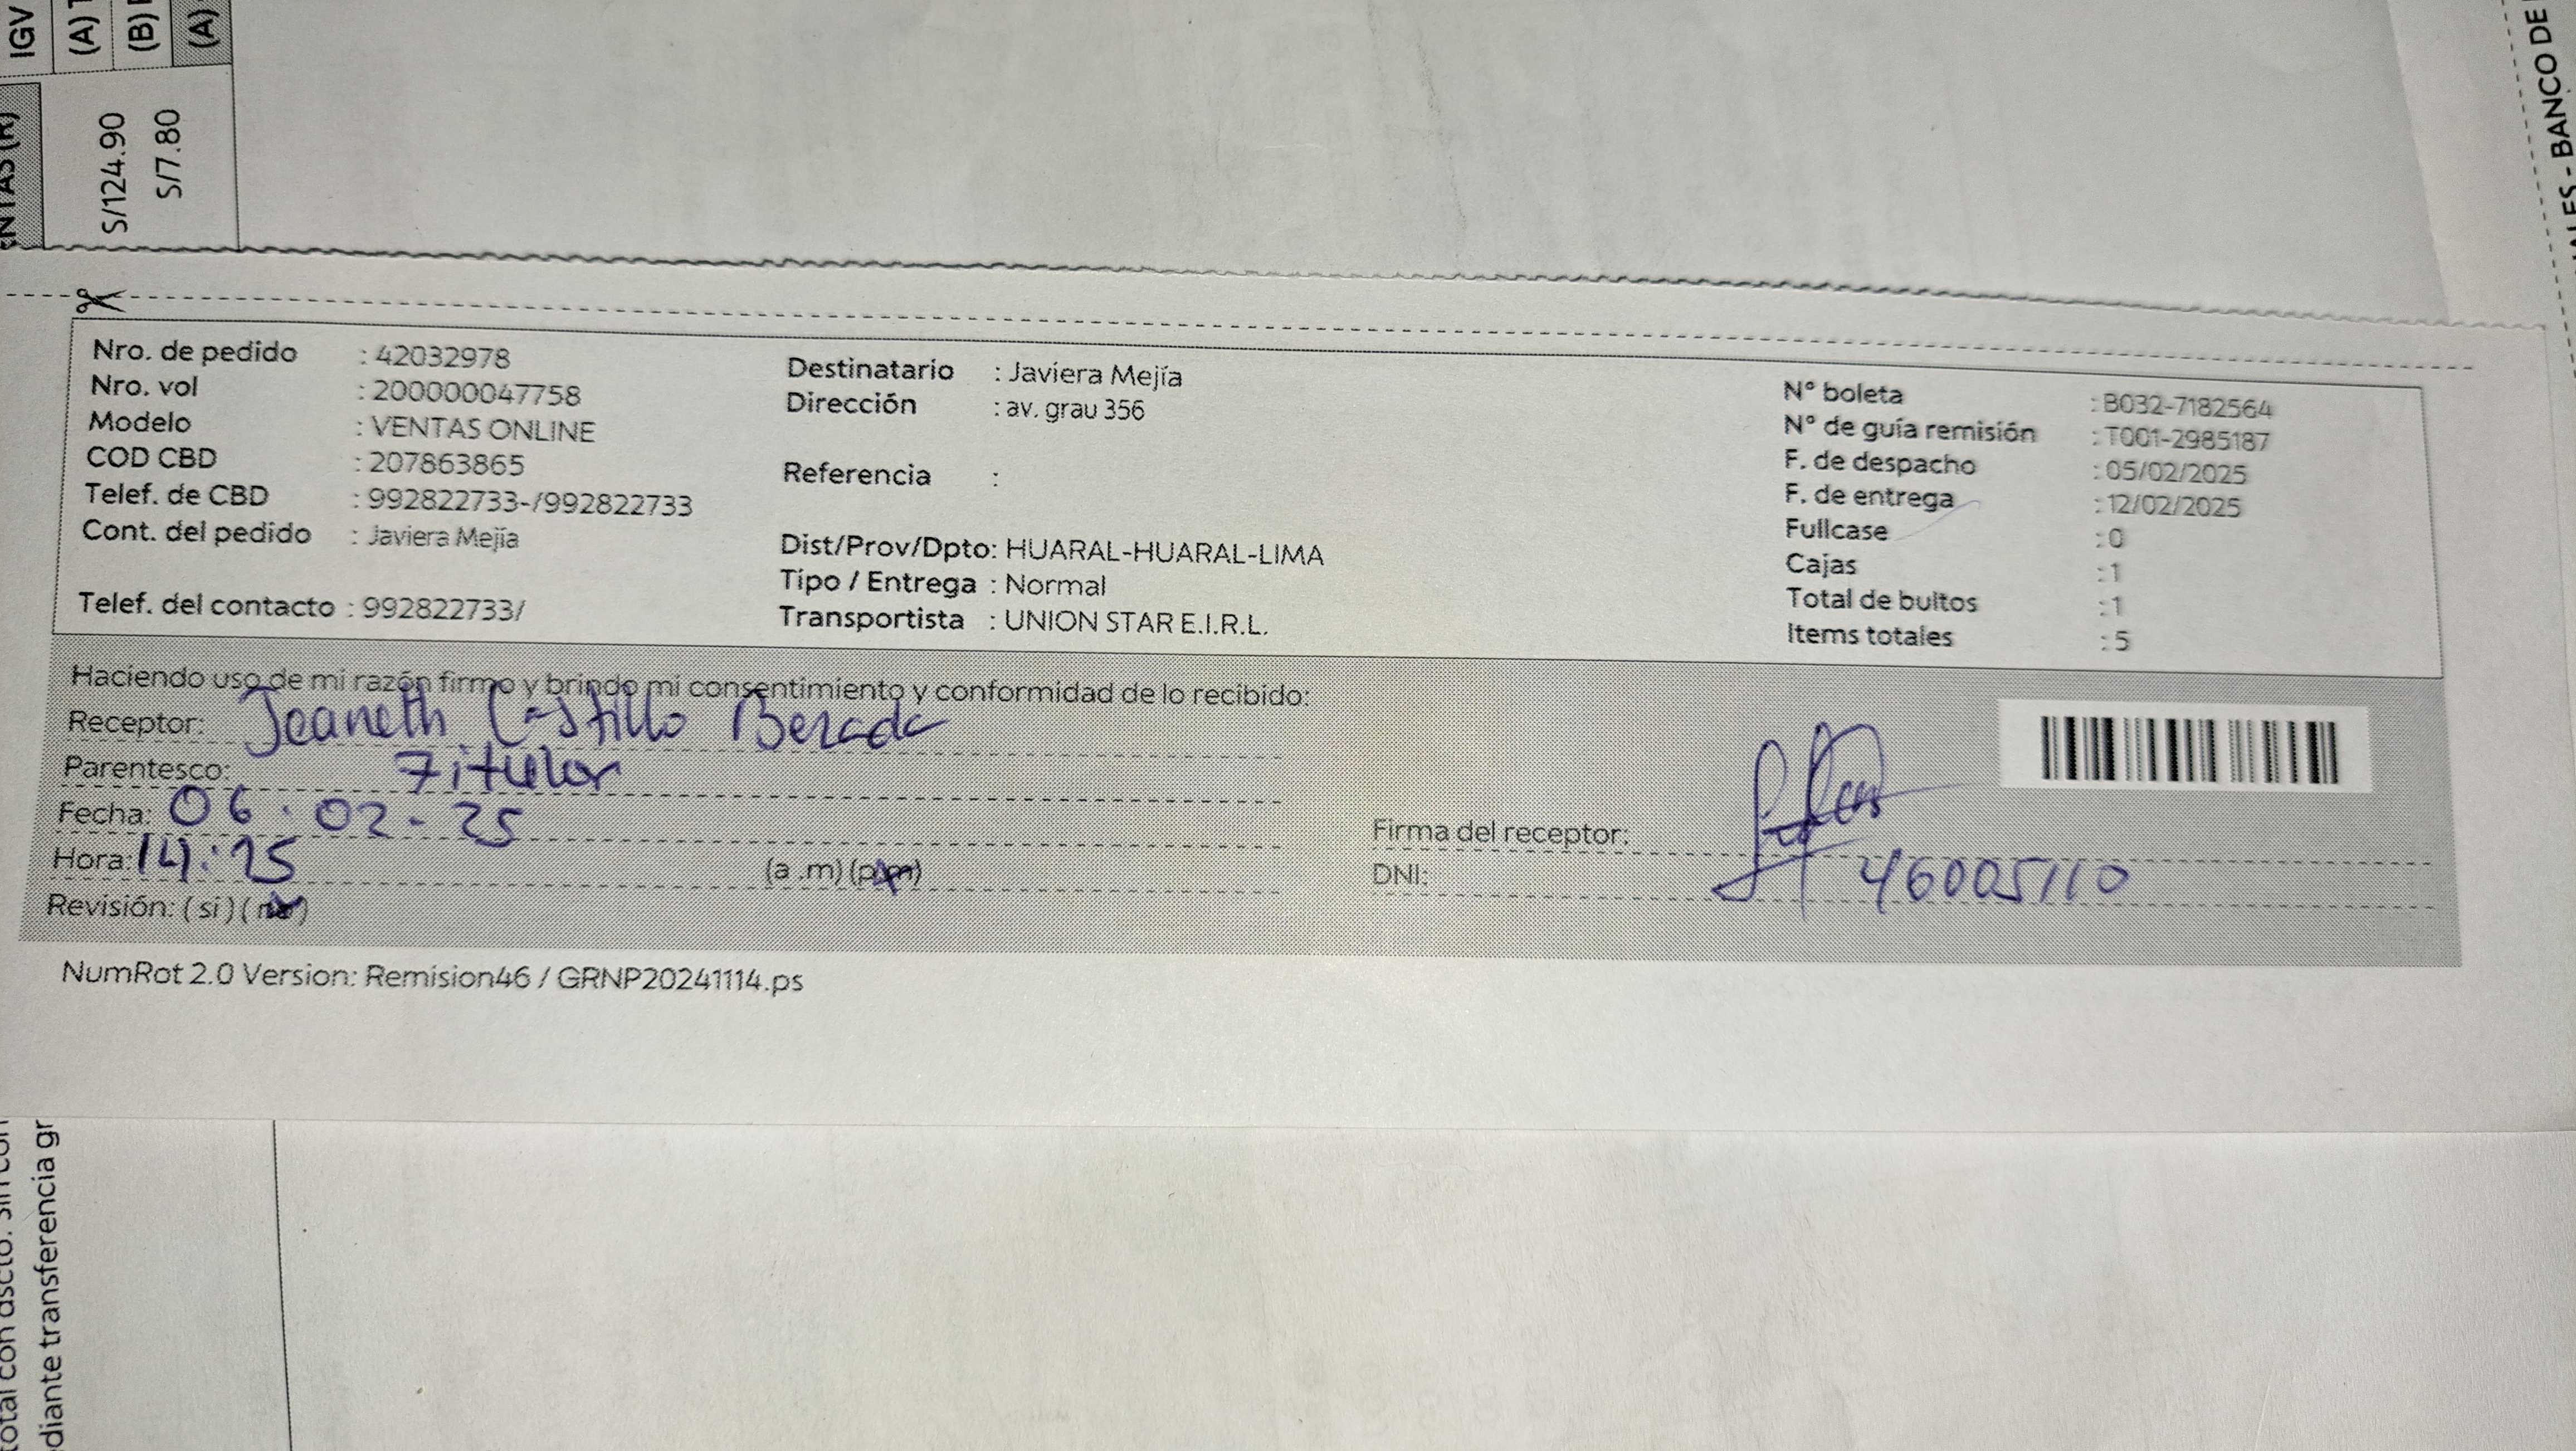 IGV
(A)
(B)
(A)
S/124.90
S/7.80
Nro. de pedido : 42032978
Nro. vol : 200000047758
Modelo : VENTAS ONLINE
COD CBD : 207863865
Telef. de CBD : 992822733-/992822733
Cont. del pedido : Javiera Mejía
Telef. del contacto : 992822733/
Destinatario : Javiera Mejía
Dirección : av. grau 356
Referencia :
Dist/Prov/Dpto: HUARAL-HUARAL-LIMA
Tipo / Entrega : Normal
Transportista : UNION STAR E.I.R.L.
N° boleta : B032-7182564
N° de guía remisión : T001-2985187
F. de despacho : 05/02/2025
F. de entrega : 12/02/2025
Fullcase : 0
Cajas : 1
Total de bultos : 1
Items totales : 5
Haciendo uso de mi razón firmo y brindo mi consentimiento y conformidad de lo recibido:
Receptor: Jeaneth Castillo
Parentesco: Titular
Fecha: 06.02-25
Hora: 14:25 (a .m) (p.m)
Revisión: ( si ) ( no )
Firma del receptor:
DNI: 46005110
NumRot 2.0 Version: Remision46 / GRNP20241114.ps
BANCO DE
total con dscto.
diante transferencia gr